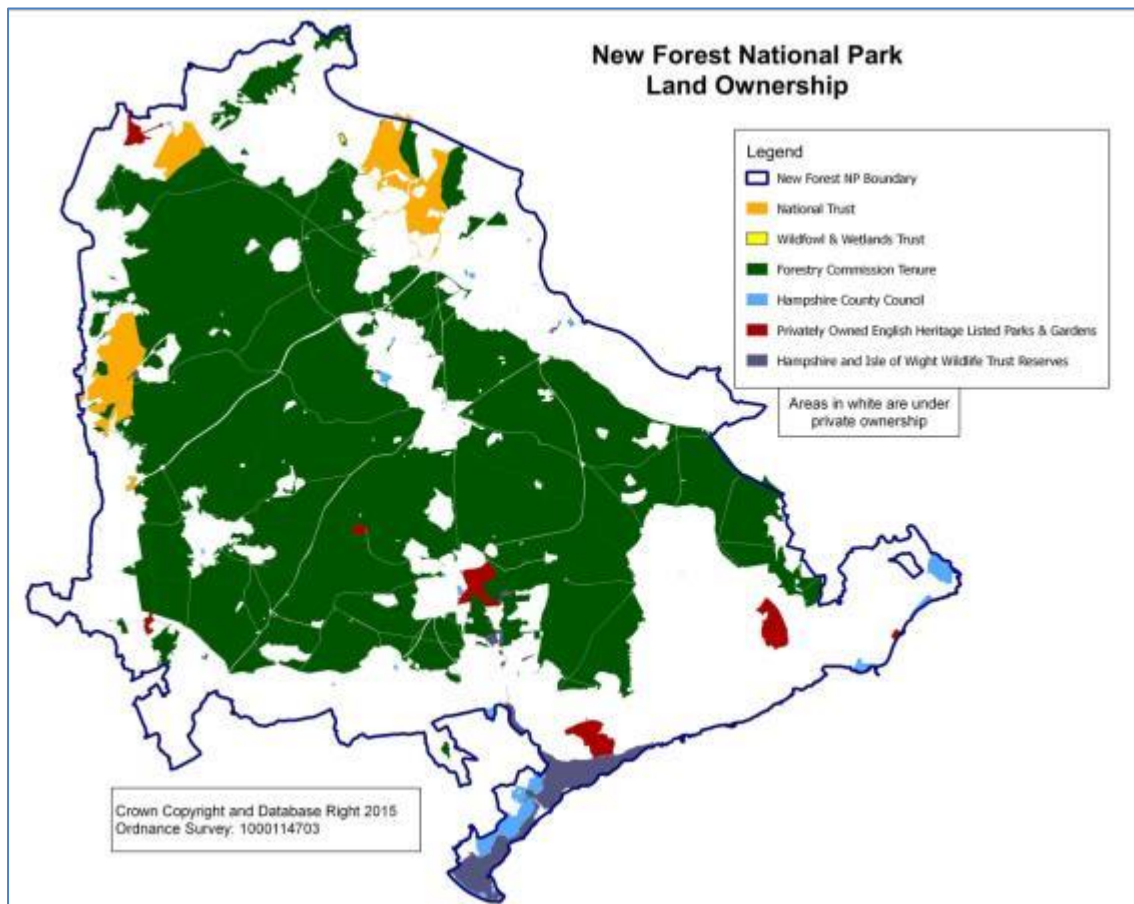 New Forest National Park
Land Ownership
Legend
New Forest NP Boundary
National Trust
Wildfowl & Wetlands Trust
Forestry Commission Tenure
Hampshire County Council
Privately Owned English Heritage Listed Parks & Gardens
Hampshire and Isle of Wight Wildlife Trust Reserves
Areas in white are under
private ownership
Crown Copyright and Database Right 2015
Ordnance Survey: 1000114703